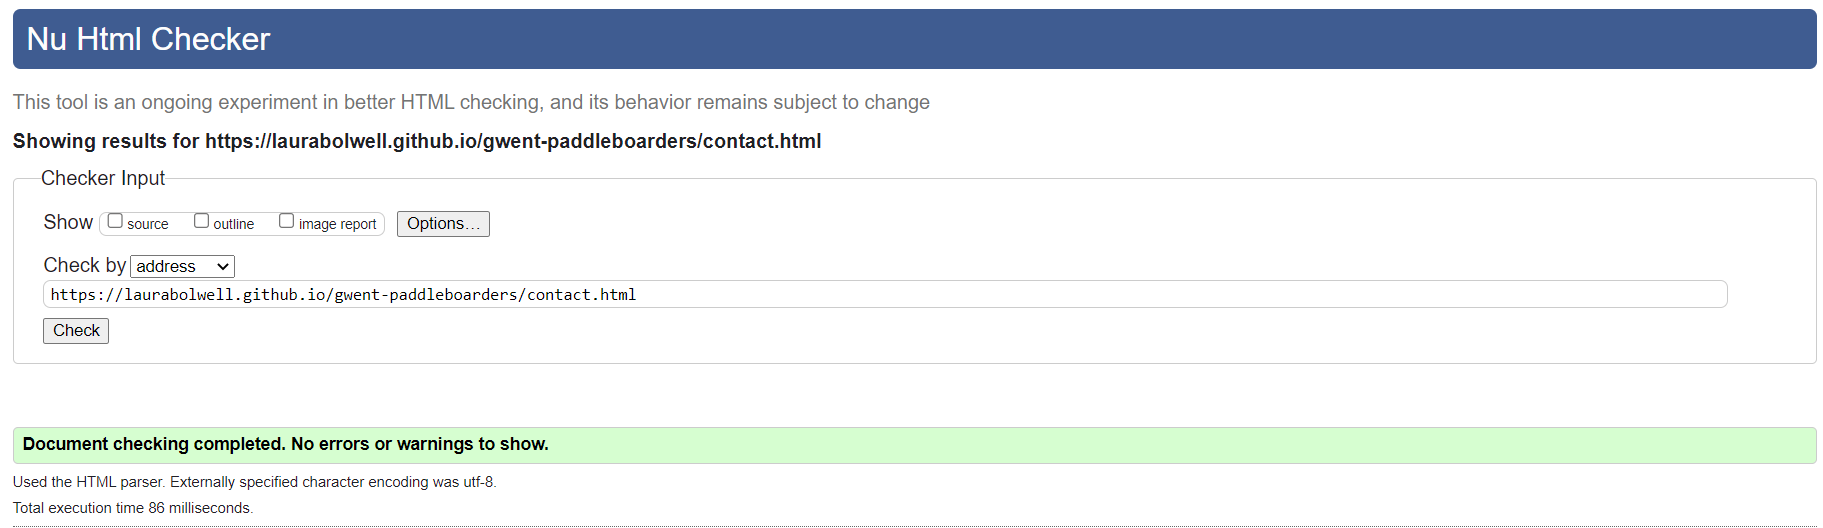 Nu Html Checker
This tool is an ongoing experiment in better HTML checking, and its behavior remains subject to change
Showing results for https://laurabolwell.github.io/gwent-paddleboarders/contact.html
Checker Input
Show source outline image report Options…
Check by address
https://laurabolwell.github.io/gwent-paddleboarders/contact.html
Check
Document checking completed. No errors or warnings to show.
Used the HTML parser. Externally specified character encoding was utf-8.
Total execution time 86 milliseconds.